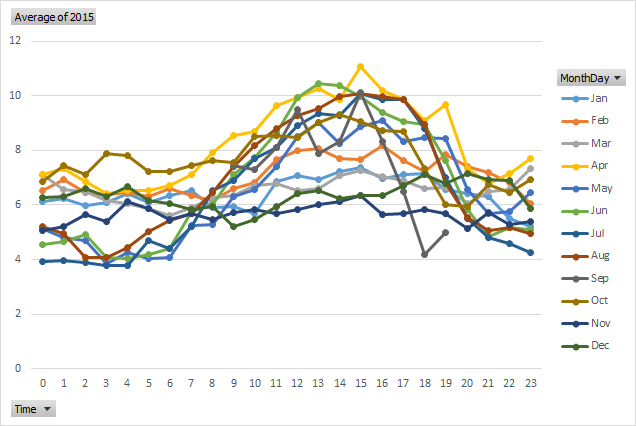 Average of 2015
12
10
8
6
4
2
0
0 1 2 3 4 5 6 7 8 9 10 11 12 13 14 15 16 17 18 19 20 21 22 23
Time
MonthDay
Jan
Feb
Mar
Apr
May
Jun
Jul
Aug
Sep
Oct
Nov
Dec